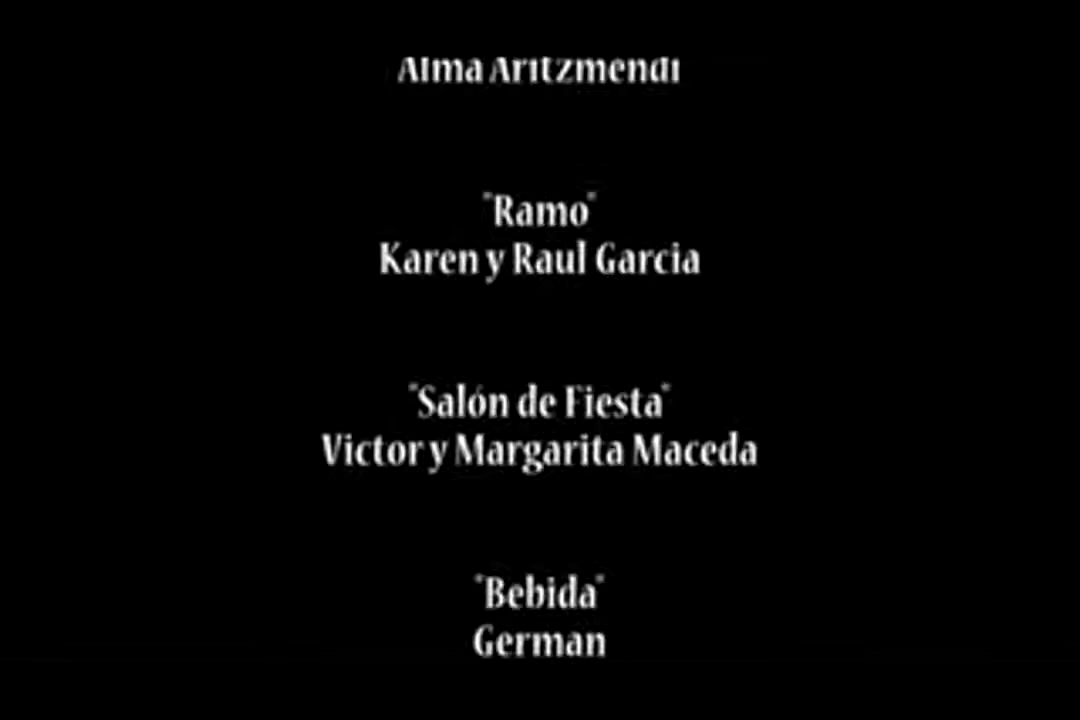 Alma Aritzmendi
"Ramo"
Karen y Raul Garcia
"Salón de Fiesta"
Victor y Margarita Maceda
"Bebida"
German